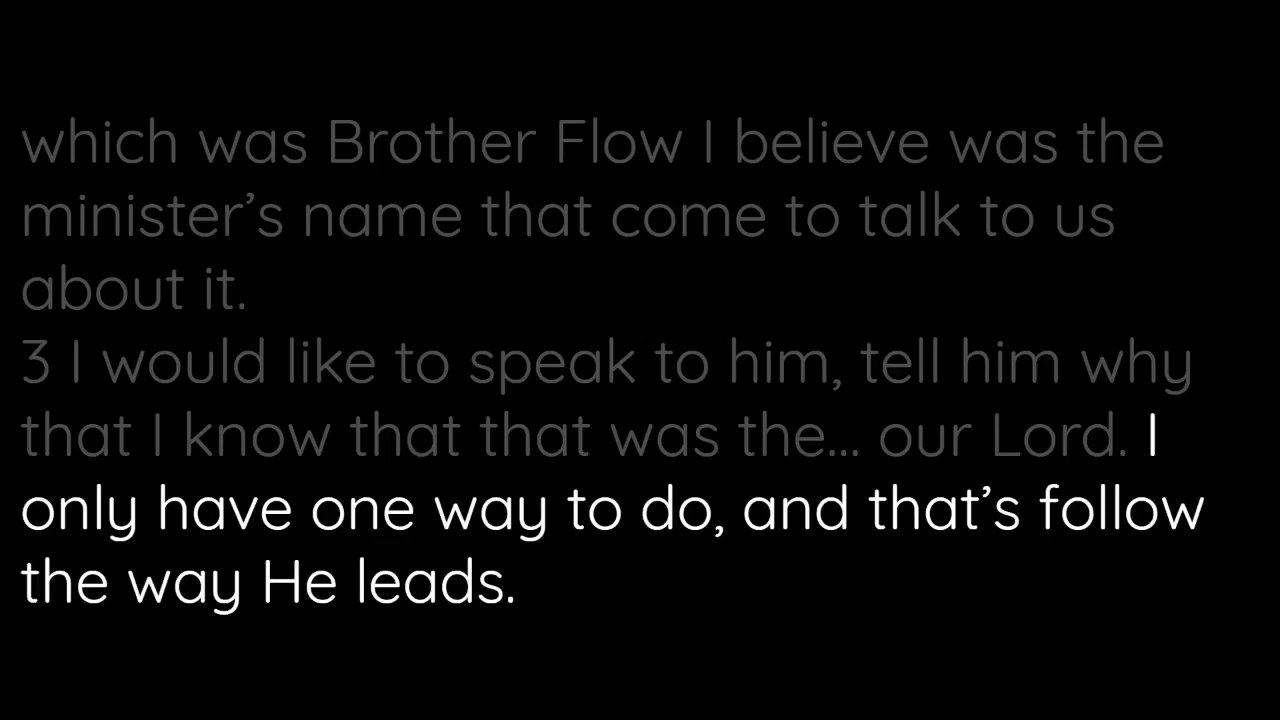 which was Brother Flow I believe was the
minister’s name that come to talk to us
about it.
3 I would like to speak to him, tell him why
that I know that that was the... our Lord. I
only have one way to do, and that’s follow
the way He leads.